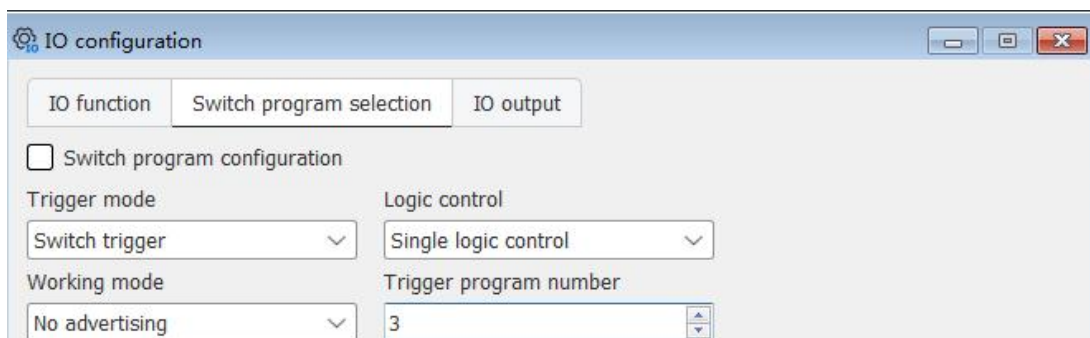 IO configuration
IO function Switch program selection IO output
Switch program configuration
Trigger mode Logic control
Switch trigger Single logic control
Working mode Trigger program number
No advertising 3